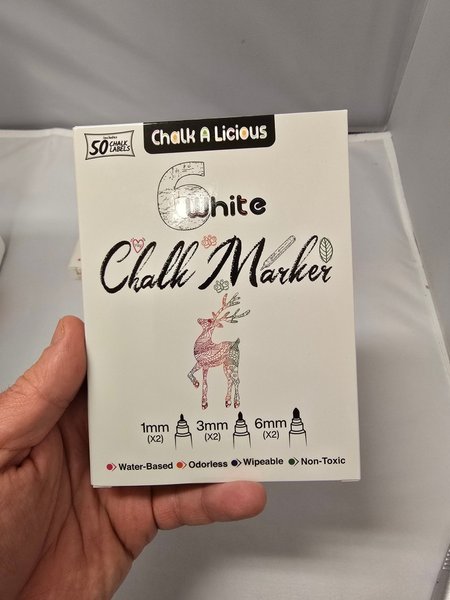 Includes
50 CHALK
LABELS
Chalk A Licious
6
White
Chalk Marker
1mm
(X2)
3mm
(X2)
6mm
(X2)
Water-Based Odorless Wipeable Non-Toxic